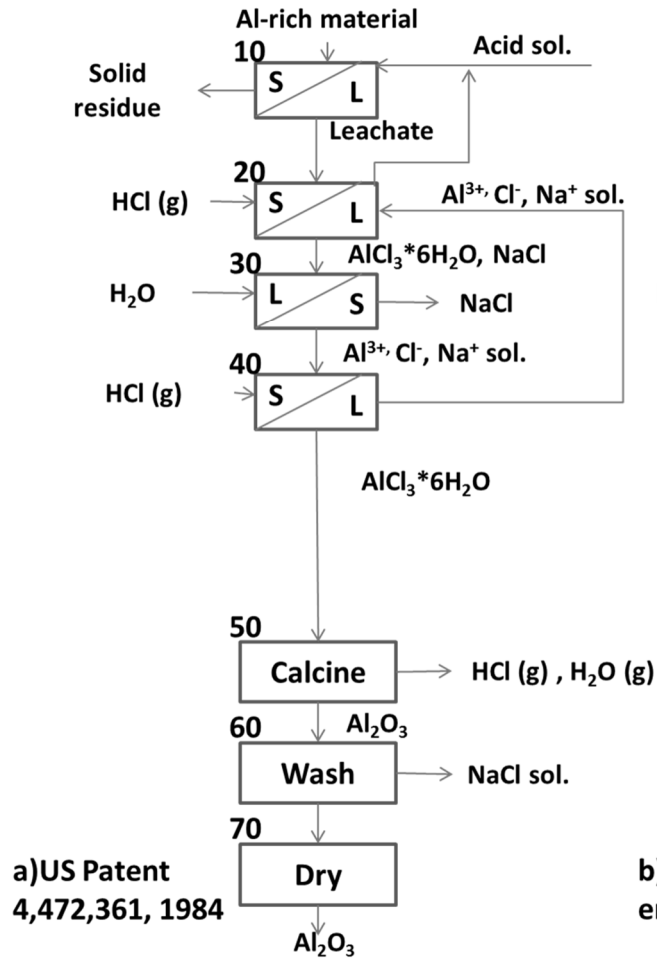 Al-rich material
10
Acid sol.
Solid
residue
S
L
Leachate
20
HCl (g)
S
L
Al³⁺, Cl⁻, Na⁺ sol.
AlCl₃*6H₂O, NaCl
30
H₂O
L
S
NaCl
Al³⁺, Cl⁻, Na⁺ sol.
40
HCl (g)
S
L
AlCl₃*6H₂O
50
Calcine
HCl (g) , H₂O (g)
Al₂O₃
60
Wash
NaCl sol.
70
Dry
a)US Patent
4,472,361, 1984
Al₂O₃